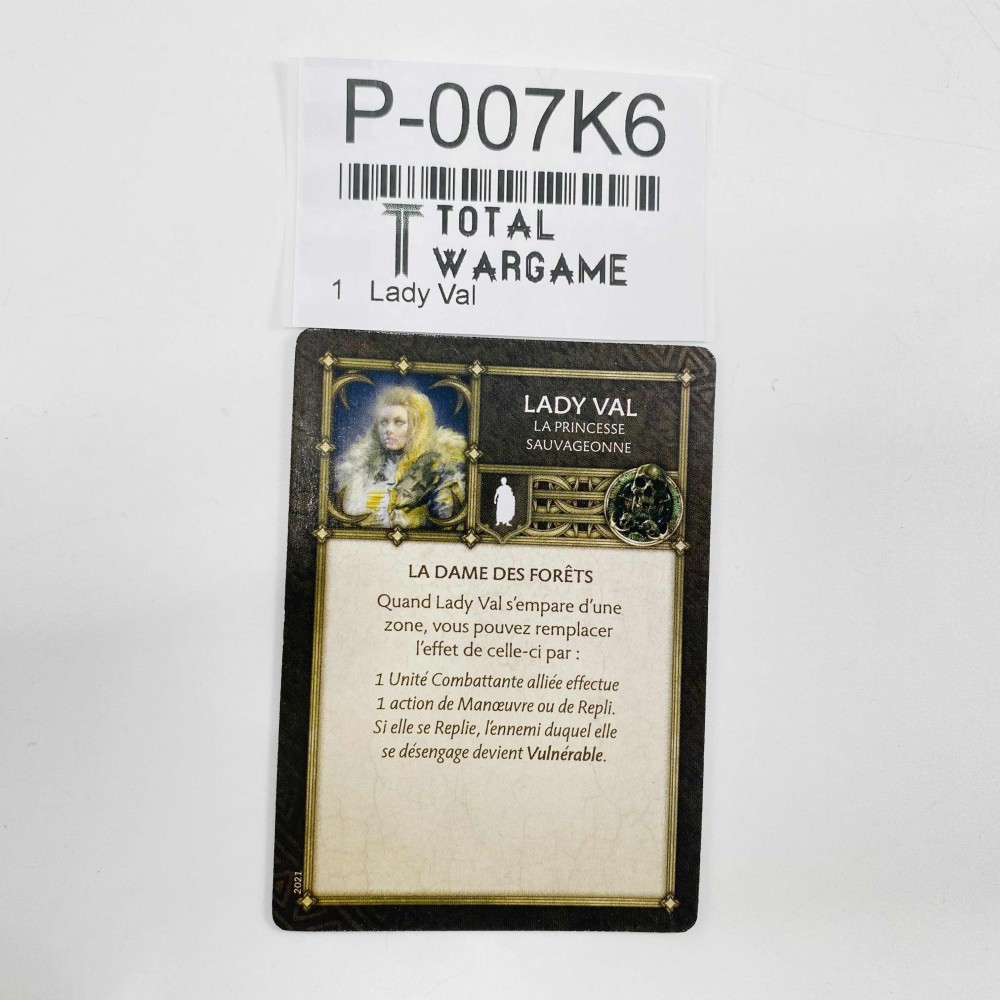 P-007K6
TOTAL
WARGAME
1 Lady Val
LADY VAL
LA PRINCESSE
SAUVAGEONNE
LA DAME DES FORÊTS
Quand Lady Val s'empare d'une
zone, vous pouvez remplacer
l'effet de celle-ci par :
1 Unité Combattante alliée effectue
1 action de Manœuvre ou de Repli.
Si elle se Replie, l'ennemi duquel elle
se désengage devient Vulnérable.
2021